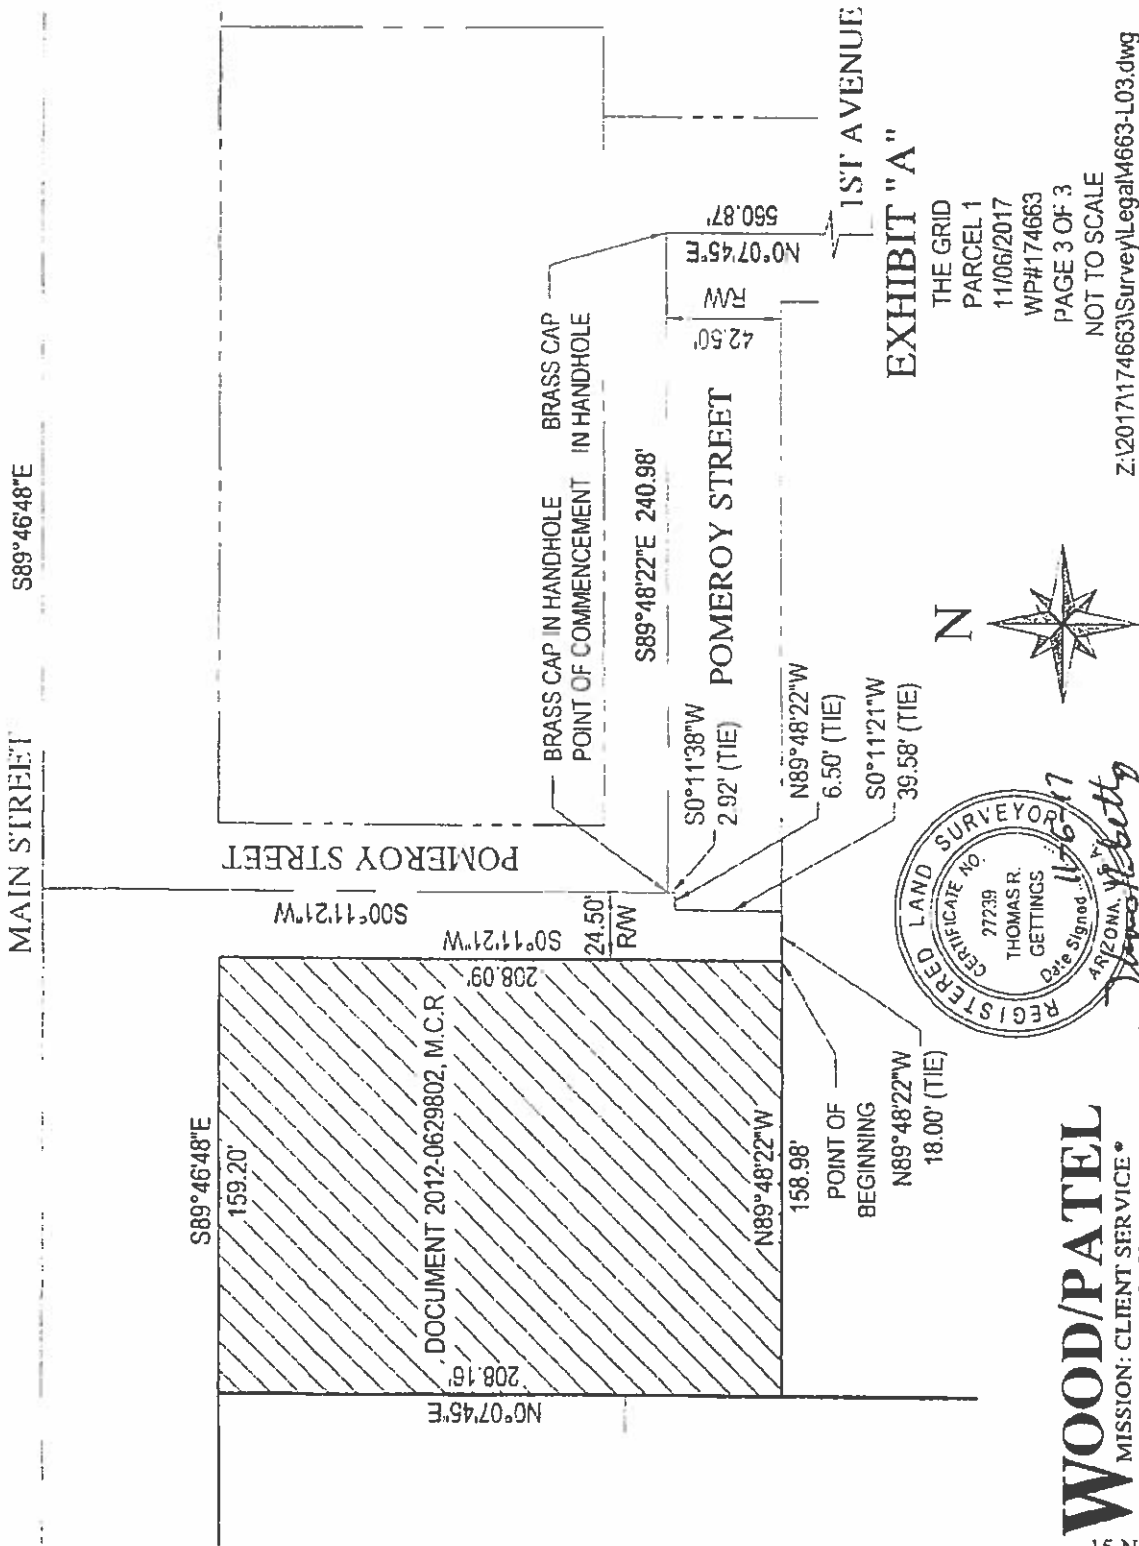 MAIN STREET
S89°46'48"E
S89°46'48"E
159.20'
DOCUMENT 2012-0629802, M.C.R
208.16'
N0°07'45"E
208.09'
S0°11'21"W
S00°11'21"W
POMEROY STREET
24.50'
R/W
BRASS CAP IN HANDHOLE
POINT OF COMMENCEMENT
BRASS CAP
IN HANDHOLE
S89°48'22"E 240.98'
POMEROY STREET
42.50'
R/W
N0°07'45"E
560.87'
1ST AVENUE
S0°11'38"W
2.92' (TIE)
N89°48'22"W
6.50' (TIE)
S0°11'21"W
39.58' (TIE)
N89°48'22"W
158.98'
POINT OF
BEGINNING
N89°48'22"W
18.00' (TIE)
N
EXHIBIT "A"
THE GRID
PARCEL 1
11/06/2017
WP#174663
PAGE 3 OF 3
NOT TO SCALE
Z:\2017\174663\Survey\Legal\4663-L03.dwg
REGISTERED LAND SURVEYOR
CERTIFICATE NO.
27239
THOMAS R.
GETTINGS
Date Signed
ARIZONA,
WOOD/PATEL
MISSION: CLIENT SERVICE
15 N